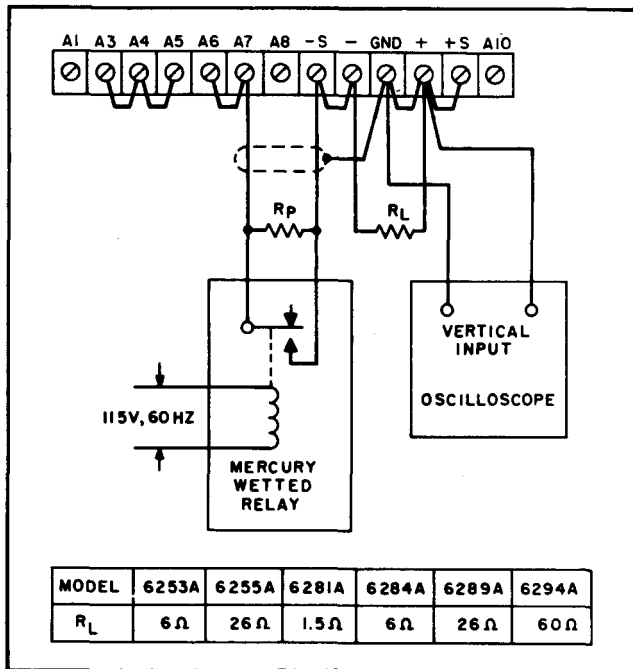 A1 A3 A4 A5 A6 A7 A8 -S - GND + +S A10
RP
RL
115V, 60HZ
MERCURY
WETTED
RELAY
VERTICAL
INPUT
OSCILLOSCOPE
MODEL 6253A 6255A 6281A 6284A 6289A 6294A
RL 6Ω 26Ω 1.5Ω 6Ω 26Ω 60Ω